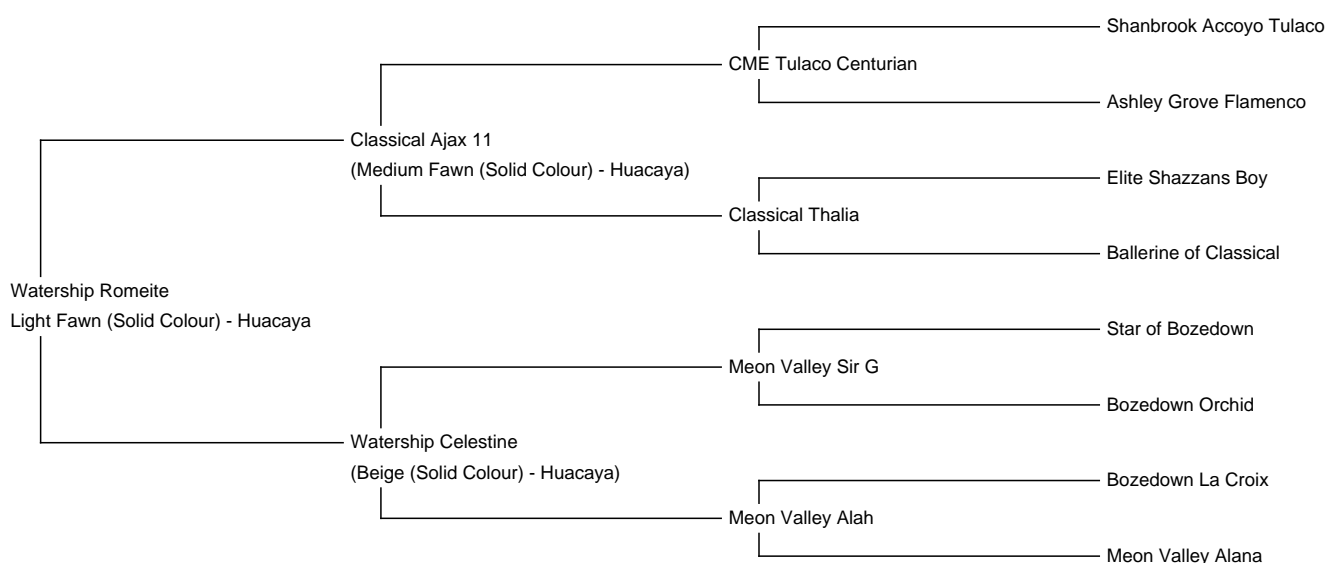 Shanbrook Accoyo Tulaco
CME Tulaco Centurian
Ashley Grove Flamenco
Classical Ajax 11
(Medium Fawn (Solid Colour) - Huacaya)
Elite Shazzans Boy
Classical Thalia
Ballerine of Classical
Watership Romeite
Light Fawn (Solid Colour) - Huacaya
Star of Bozedown
Meon Valley Sir G
Bozedown Orchid
Watership Celestine
(Beige (Solid Colour) - Huacaya)
Bozedown La Croix
Meon Valley Alah
Meon Valley Alana